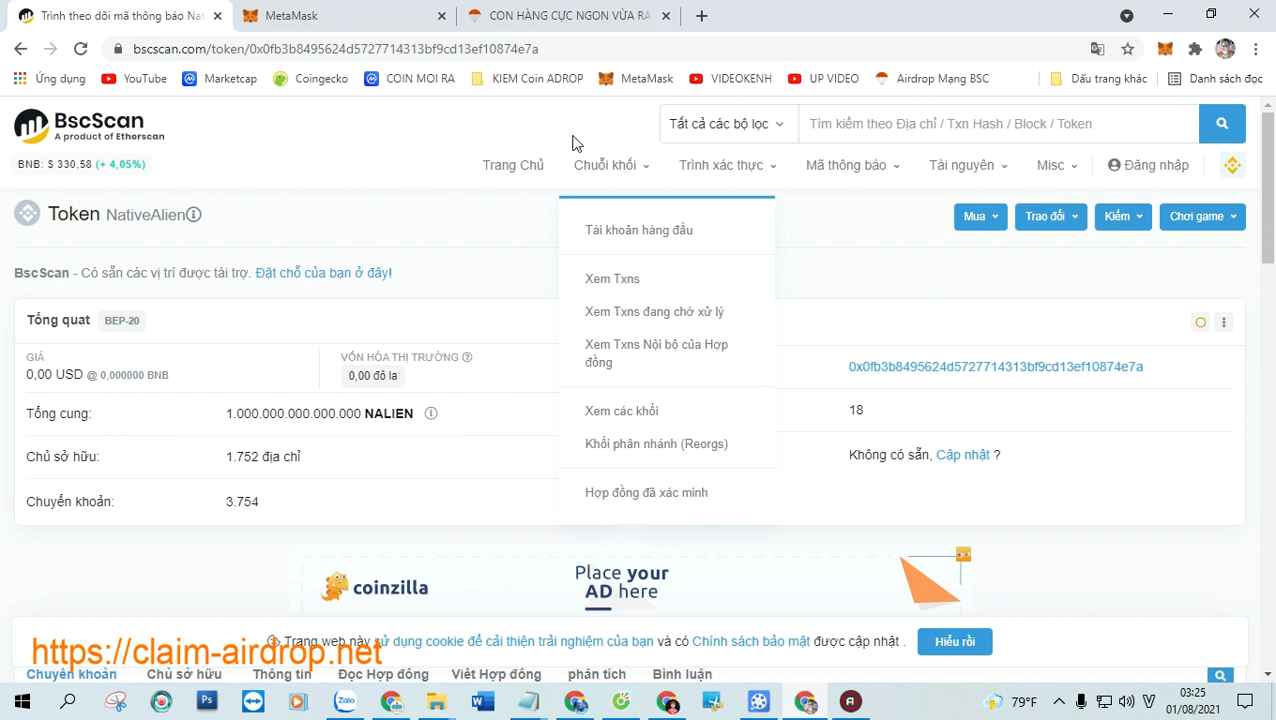 Trình theo dõi mã thông báo Nat
MetaMask
CON HÀNG CỰC NGON VỪA RA
bscscan.com/token/0x0fb3b8495624d5727714313bf9cd13ef10874e7a
Ứng dụng
YouTube
Marketcap
Coingecko
COIN MOI RA
KIEM Coin ADROP
MetaMask
VIDEOKENH
UP VIDEO
Airdrop Mạng BSC
Dấu trang khác
Danh sách đọc
BscScan
A product of Etherscan
Tất cả các bộ lọc
Tìm kiếm theo Địa chỉ / Txn Hash / Block / Token
BNB: $ 330,58 (+ 4,05%)
Trang Chủ
Chuỗi khối
Trình xác thực
Mã thông báo
Tài nguyên
Misc
Đăng nhập
Token NativeAlien
Mua
Trao đổi
Kiếm
Chơi game
Tài khoản hàng đầu
Xem Txns
Xem Txns đang chờ xử lý
Xem Txns Nội bộ của Hợp
đồng
Xem các khối
Khối phân nhánh (Reorgs)
Hợp đồng đã xác minh
BscScan - Có sẵn các vị trí được tài trợ. Đặt chỗ của bạn ở đây!
Tổng quat BEP-20
GIÁ
0,00 USD @ 0,000000 BNB
VỐN HÓA THỊ TRƯỜNG
0,00 đô la
0x0fb3b8495624d5727714313bf9cd13ef10874e7a
Tổng cung: 1.000.000.000.000.000 NALIEN
18
Chủ sở hữu: 1.752 địa chỉ
Không có sẵn, Cập nhật ?
Chuyển khoản: 3.754
coinzilla
Place your
AD here
Trang web này sử dụng cookie để cải thiện trải nghiệm của bạn và có Chính sách bảo mật được cập nhật .
Hiểu rồi
https://claim-airdrop.net
Chuyển khoản
Chủ sở hữu
Thông tin
Đọc Hợp đồng
Viết Hợp đồng
phân tích
Bình luận
79°F
03:25
01/08/2021